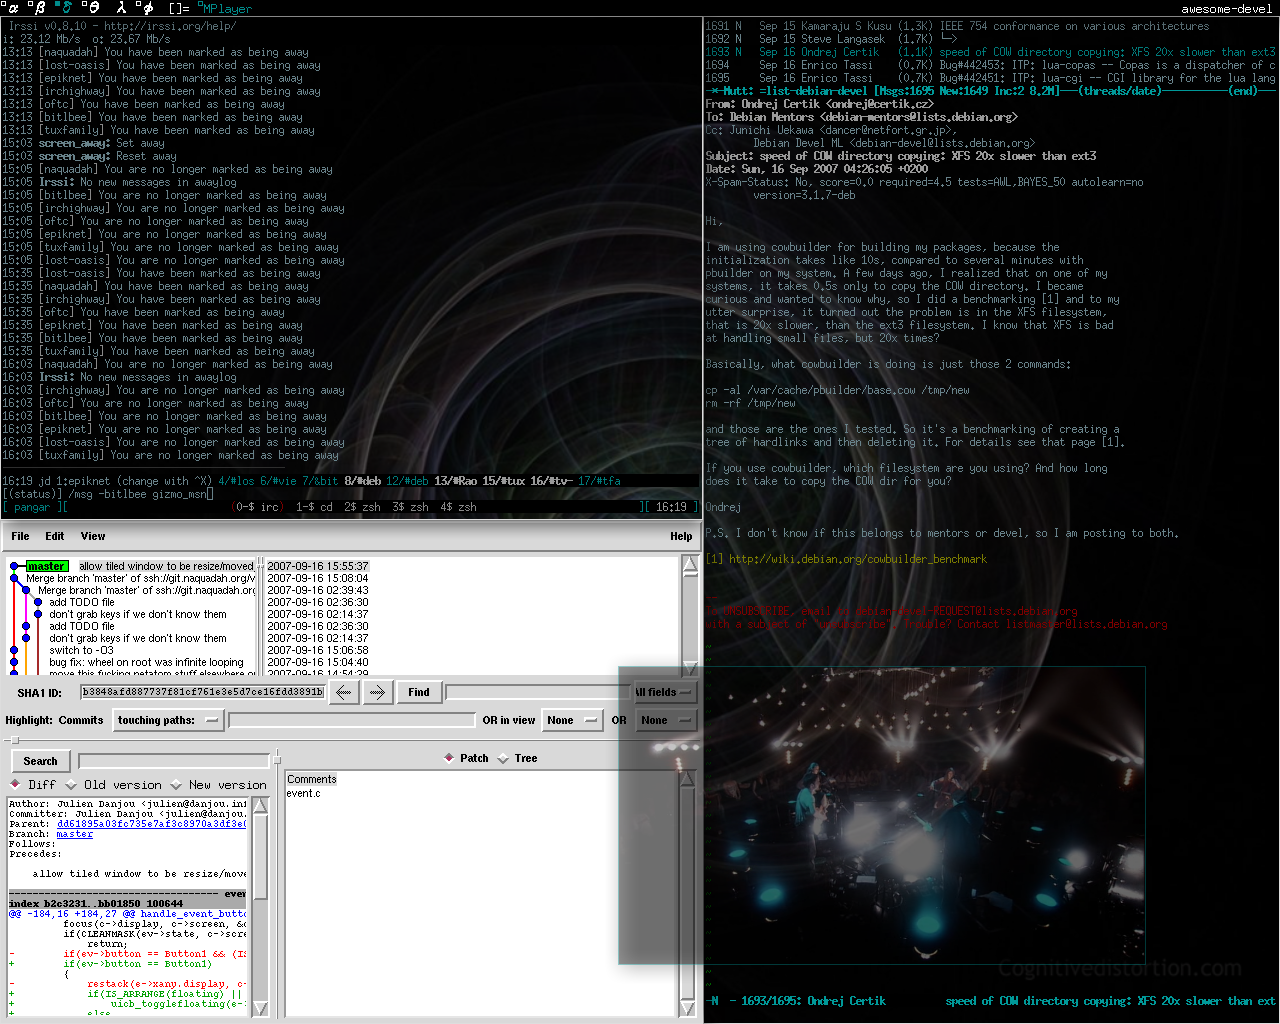 α β δ θ λ φ []= MPlayer awesome-devel
Irssi v0.8.10 - http://irssi.org/help/
i: 23.12 Mb/s  o: 23.67 Mb/s
13:13 [naquadah] You have been marked as being away
13:13 [lost-oasis] You have been marked as being away
13:13 [epiknet] You have been marked as being away
13:13 [irchighway] You have been marked as being away
13:13 [oftc] You have been marked as being away
13:13 [bitlbee] You have been marked as being away
13:13 [tuxfamily] You have been marked as being away
15:03 screen_away: Set away
15:03 screen_away: Reset away
15:05 [naquadah] You are no longer marked as being away
15:05 Irssi: No new messages in awaylog
15:05 [bitlbee] You are no longer marked as being away
15:05 [irchighway] You are no longer marked as being away
15:05 [oftc] You are no longer marked as being away
15:05 [epiknet] You are no longer marked as being away
15:05 [tuxfamily] You are no longer marked as being away
15:05 [lost-oasis] You are no longer marked as being away
15:35 [lost-oasis] You have been marked as being away
15:35 [naquadah] You have been marked as being away
15:35 [irchighway] You have been marked as being away
15:35 [oftc] You have been marked as being away
15:35 [epiknet] You have been marked as being away
15:35 [bitlbee] You have been marked as being away
15:35 [tuxfamily] You have been marked as being away
16:03 [naquadah] You are no longer marked as being away
16:03 Irssi: No new messages in awaylog
16:03 [irchighway] You are no longer marked as being away
16:03 [oftc] You are no longer marked as being away
16:03 [bitlbee] You are no longer marked as being away
16:03 [epiknet] You are no longer marked as being away
16:03 [lost-oasis] You are no longer marked as being away
16:03 [tuxfamily] You are no longer marked as being away
16:19 jd 1:epiknet (change with ^X) 4/#los 6/#vie 7/&bit 8/#deb 12/#deb 13/#Rao 15/#tux 16/#tv- 17/#tfa
[(status)] /msg -bitlbee gizmo_msn
[ pangar ][ (0-$ irc) 1-$ cd 2$ zsh 3$ zsh 4$ zsh ][ 16:19 ]
1691 N Sep 15 Kamaraju S Kusu (1.3K) IEEE 754 conformance on various architectures
1692 N Sep 15 Steve Langasek (1.7K) └─>
1693 N Sep 16 Ondrej Certik (1.1K) speed of COW directory copying: XFS 20x slower than ext3
1694 Sep 16 Enrico Tassi (0.7K) Bug#442453: ITP: lua-copas -- Copas is a dispatcher of c
1695 Sep 16 Enrico Tassi (0.7K) Bug#442451: ITP: lua-cgi -- CGI library for the lua lang
-*-Mutt: =list-debian-devel [Msgs:1695 New:1649 Inc:2 8.2M]---(threads/date)-----------(end)---
From: Ondrej Certik <ondrej@certik.cz>
To: Debian Mentors <debian-mentors@lists.debian.org>
Cc: Junichi Uekawa <dancer@netfort.gr.jp>,
Debian Devel ML <debian-devel@lists.debian.org>
Subject: speed of COW directory copying: XFS 20x slower than ext3
Date: Sun, 16 Sep 2007 04:26:05 +0200
X-Spam-Status: No, score=0.0 required=4.5 tests=AWL,BAYES_50 autolearn=no
version=3.1.7-deb
Hi,
I am using cowbuilder for building my packages, because the
initialization takes like 10s, compared to several minutes with
pbuilder on my system. A few days ago, I realized that on one of my
systems, it takes 0.5s only to copy the COW directory. I became
curious and wanted to know why, so I did a benchmarking [1] and to my
utter surprise, it turned out the problem is in the XFS filesystem,
that is 20x slower, than the ext3 filesystem. I know that XFS is bad
at handling small files, but 20x times?
Basically, what cowbuilder is doing is just those 2 commands:
cp -al /var/cache/pbuilder/base.cow /tmp/new
rm -rf /tmp/new
and those are the ones I tested. So it's a benchmarking of creating a
tree of hardlinks and then deleting it. For details see that page [1].
If you use cowbuilder, which filesystem are you using? And how long
does it take to copy the COW dir for you?
Ondrej
P.S. I don't know if this belongs to mentors or devel, so I am posting to both.
[1] http://wiki.debian.org/cowbuilder_benchmark
To UNSUBSCRIBE, email to debian-devel-REQUEST@lists.debian.org
with a subject of "unsubscribe". Trouble? Contact listmaster@lists.debian.org
-N - 1693/1695: Ondrej Certik speed of COW directory copying: XFS 20x slower than ext
File Edit View Help
master allow tiled window to be resize/moved 2007-09-16 15:55:37
Merge branch 'master' of ssh://git.naquadah.org/v 2007-09-16 15:08:04
Merge branch 'master' of ssh://git.naquadah.org 2007-09-16 02:39:43
add TODO file 2007-09-16 02:36:30
don't grab keys if we don't know them 2007-09-16 02:14:37
add TODO file 2007-09-16 02:36:30
don't grab keys if we don't know them 2007-09-16 02:14:37
switch to -O3 2007-09-16 15:06:58
bug fix: wheel on root was infinite looping 2007-09-16 15:04:40
move this fucking netatom stuff elsewhere 2007-09-16 14:54:39
SHA1 ID: b3848afd887737f81cf761e3e5d7ce16fdd3891b Find All fields
Highlight: Commits touching paths: OR in view None OR None
Search Patch Tree
Diff Old version New version
Comments
event.c
Author: Julien Danjou <julien@danjou.inf
Committer: Julien Danjou <julien@danjou.
Parent: dd61895a03fc735e7af3c8970a3df3e0
Branch: master
Follows:
Precedes:
allow tiled window to be resize/move
--------------------------------- eve
index b2c3231..bb01850 100644
@@ -184,16 +184,27 @@ handle_event_butto
focus(c->display, c->screen, &c
if(CLEANMASK(ev->state, c->scre
return;
- if(ev->button == Button1 && (IS
+ if(ev->button == Button1)
{
- restack(e->xany.display, c-
+ if(IS_ARRANGE(floating) ||
+ uicb_togglefloating(e-
+ else
Cognitivedistortion.com